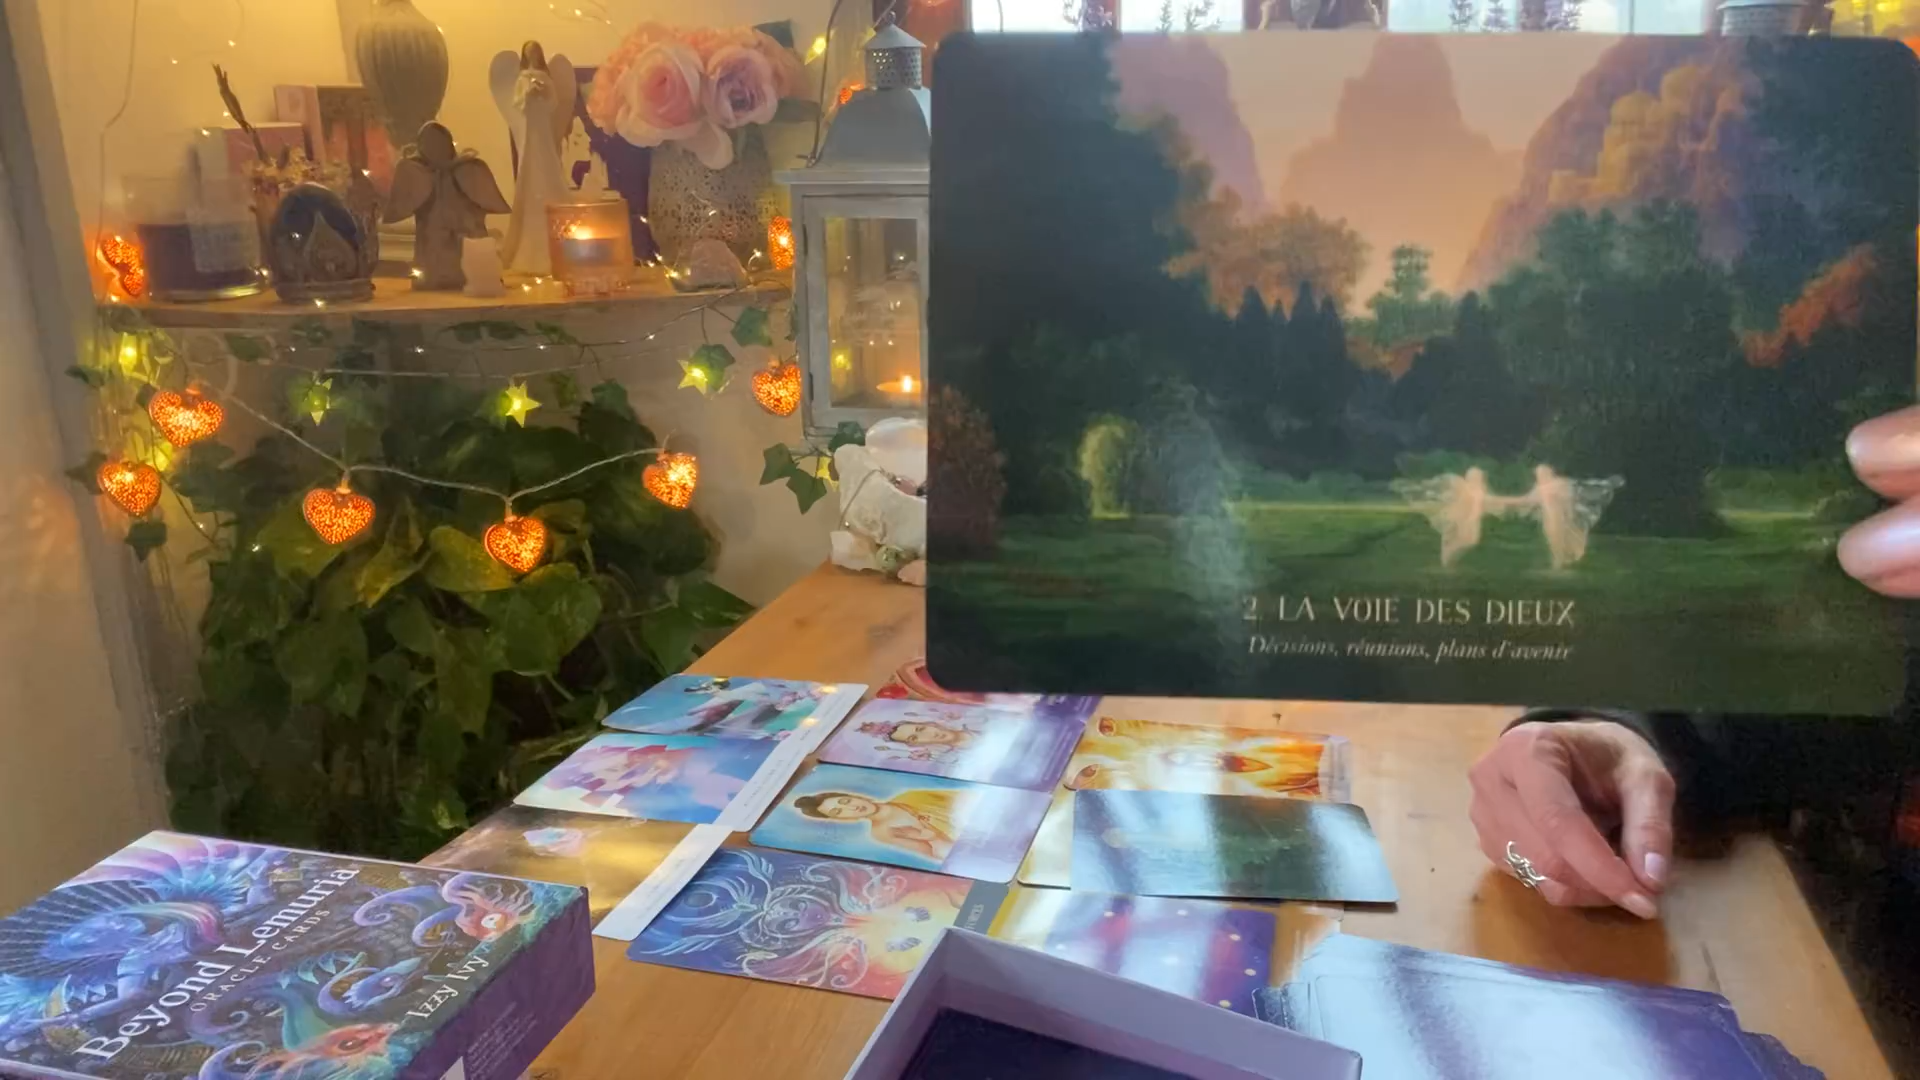 2. LA VOIE DES DIEUX
Décisions, réunions, plans d'avenir
Beyond Lemuria
ORACLE CARDS
Izzy Ivy